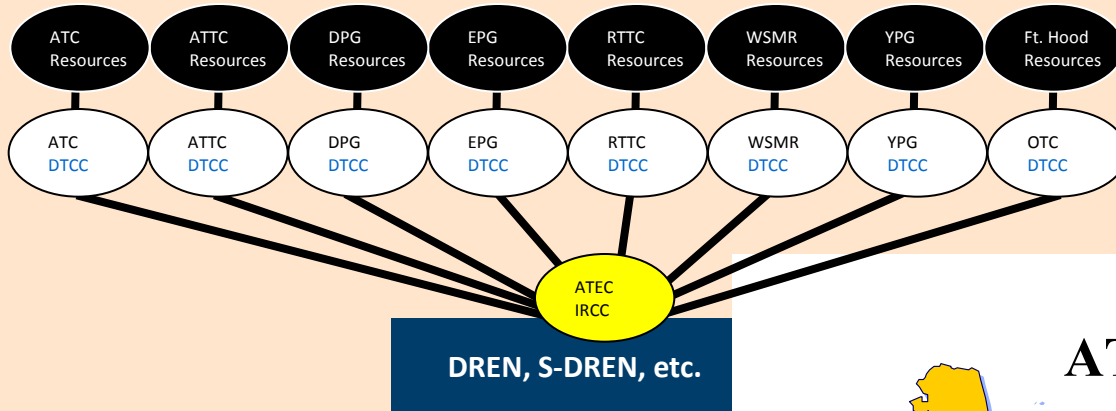 ATC
Resources
ATTC
Resources
DPG
Resources
EPG
Resources
RTTC
Resources
WSMR
Resources
YPG
Resources
Ft. Hood
Resources
ATC
DTCC
ATTC
DTCC
DPG
DTCC
EPG
DTCC
RTTC
DTCC
WSMR
DTCC
YPG
DTCC
OTC
DTCC
ATEC
IRCC
DREN, S-DREN, etc.
AT